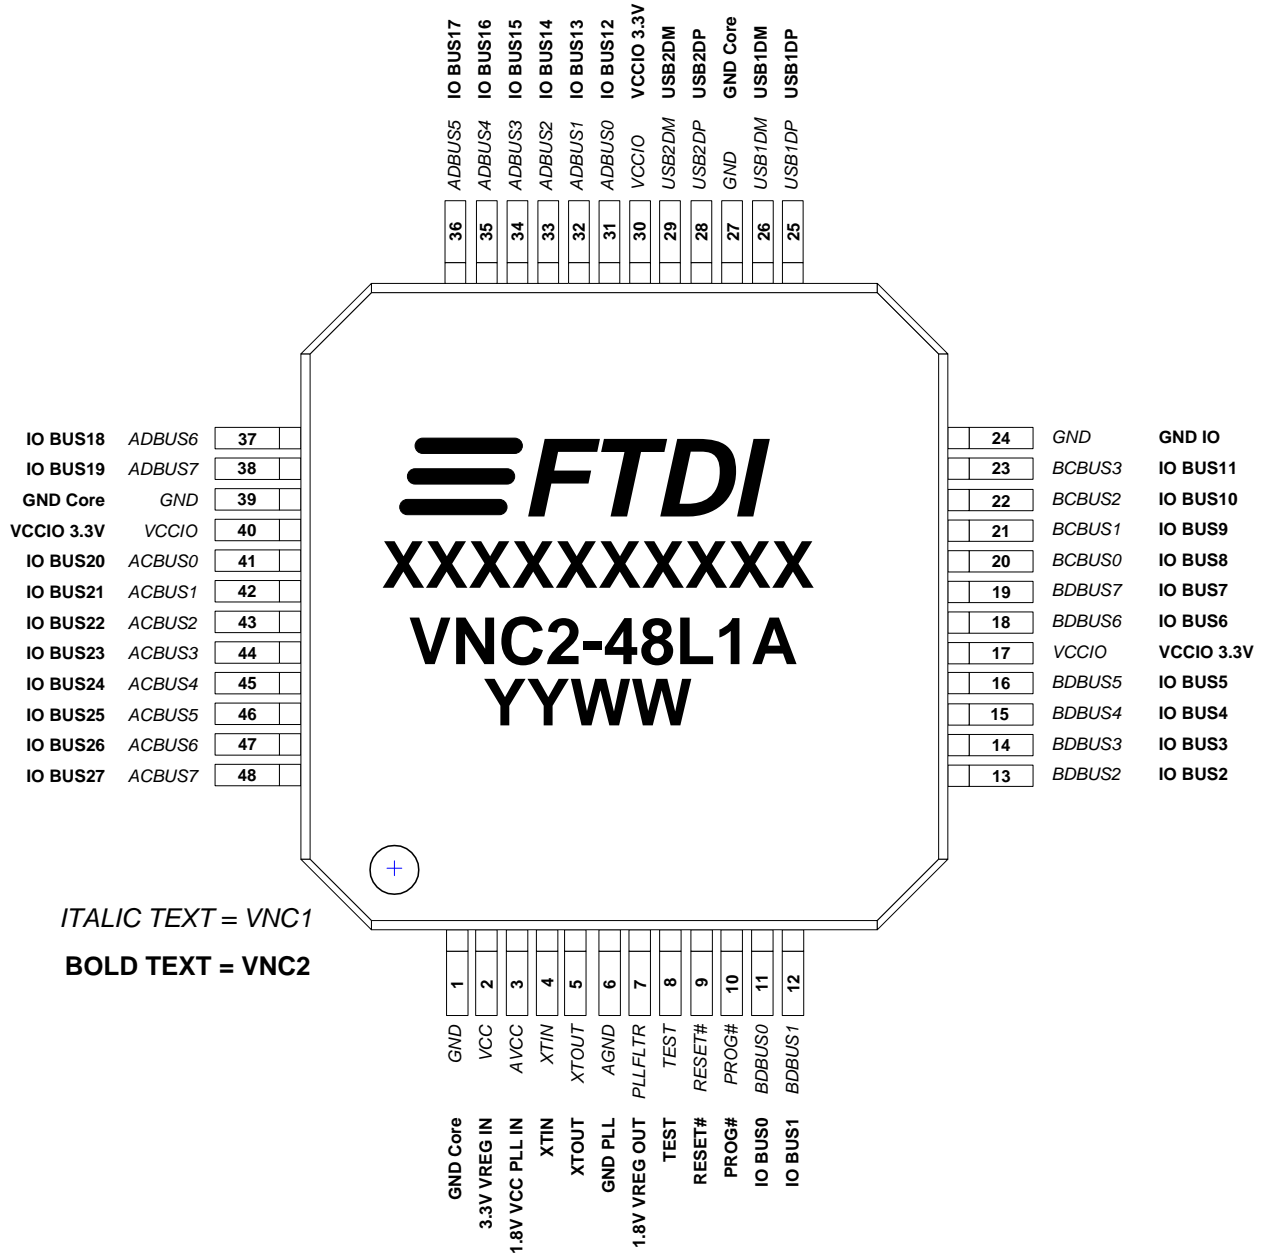 IO BUS17
IO BUS16
IO BUS15
IO BUS14
IO BUS13
IO BUS12
VCCIO 3.3V
USB2DM
USB2DP
GND Core
USB1DM
USB1DP
ADBUS5
ADBUS4
ADBUS3
ADBUS2
ADBUS1
ADBUS0
VCCIO
USB2DM
USB2DP
GND
USB1DM
USB1DP
36
35
34
33
32
31
30
29
28
27
26
25
IO BUS18 ADBUS6 37
IO BUS19 ADBUS7 38
GND Core GND 39
VCCIO 3.3V VCCIO 40
IO BUS20 ACBUS0 41
IO BUS21 ACBUS1 42
IO BUS22 ACBUS2 43
IO BUS23 ACBUS3 44
IO BUS24 ACBUS4 45
IO BUS25 ACBUS5 46
IO BUS26 ACBUS6 47
IO BUS27 ACBUS7 48
FTDI
XXXXXXXXXX
VNC2-48L1A
YYWW
24 GND GND IO
23 BCBUS3 IO BUS11
22 BCBUS2 IO BUS10
21 BCBUS1 IO BUS9
20 BCBUS0 IO BUS8
19 BDBUS7 IO BUS7
18 BDBUS6 IO BUS6
17 VCCIO VCCIO 3.3V
16 BDBUS5 IO BUS5
15 BDBUS4 IO BUS4
14 BDBUS3 IO BUS3
13 BDBUS2 IO BUS2
ITALIC TEXT = VNC1
BOLD TEXT = VNC2
1
2
3
4
5
6
7
8
9
10
11
12
GND
VCC
AVCC
XTIN
XTOUT
AGND
PLLFLTR
TEST
RESET#
PROG#
BDBUS0
BDBUS1
GND Core
3.3V VREG IN
1.8V VCC PLL IN
XTIN
XTOUT
GND PLL
1.8V VREG OUT
TEST
RESET#
PROG#
IO BUS0
IO BUS1